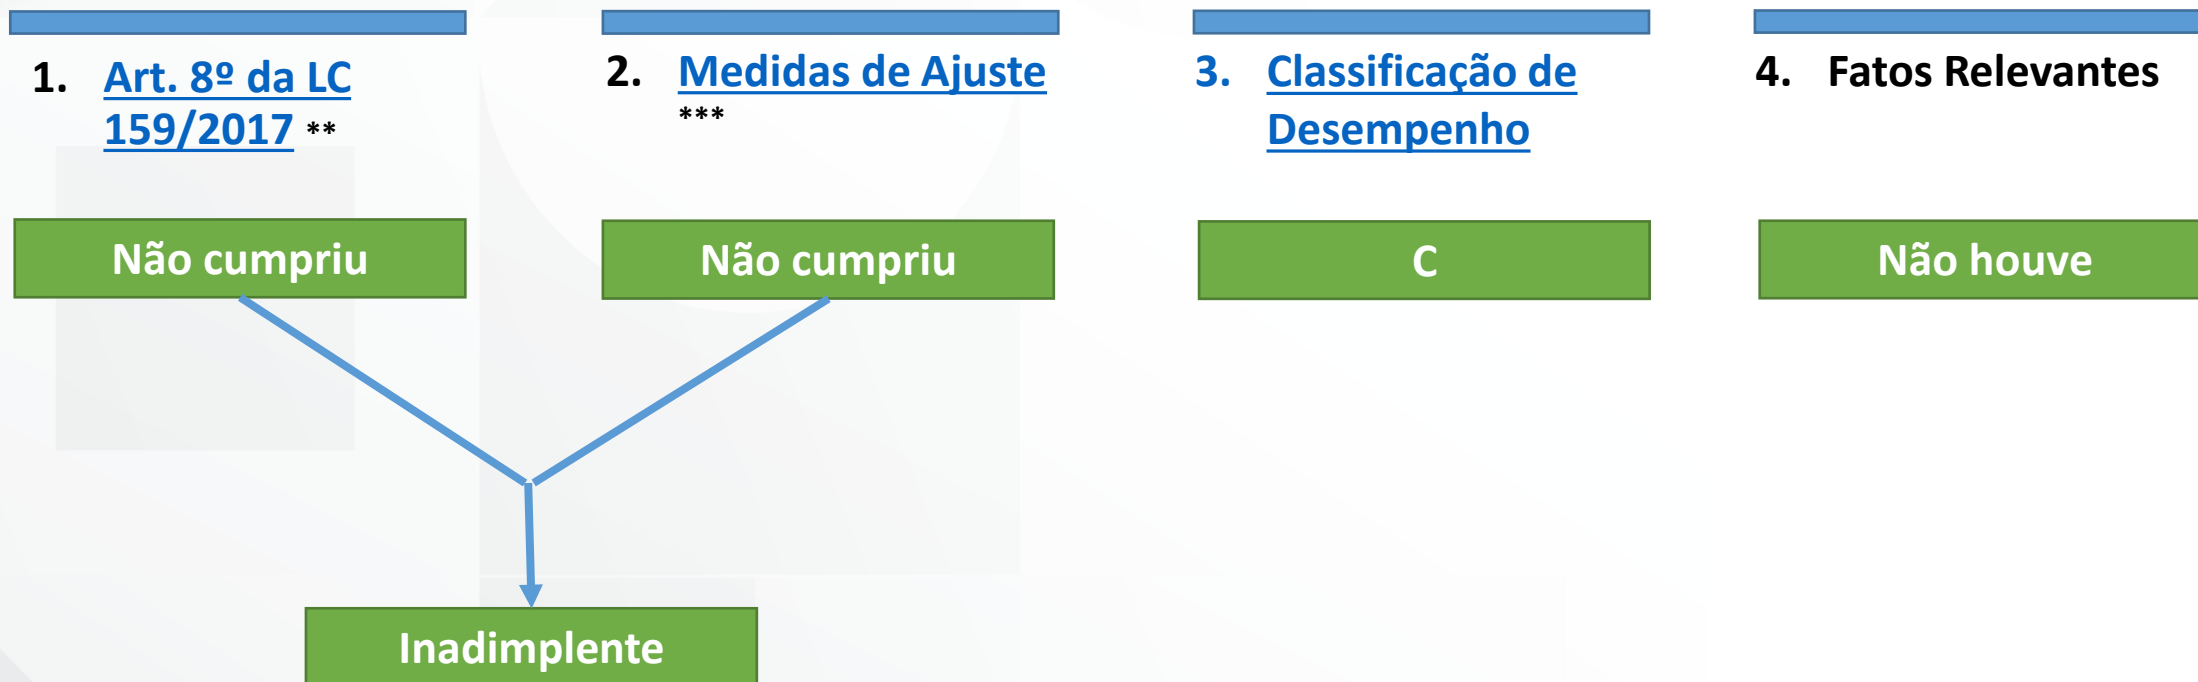 1. Art. 8º da LC
159/2017 **
2. Medidas de Ajuste
***
3. Classificação de
Desempenho
4. Fatos Relevantes
Não cumpriu
Não cumpriu
C
Não houve
Inadimplente